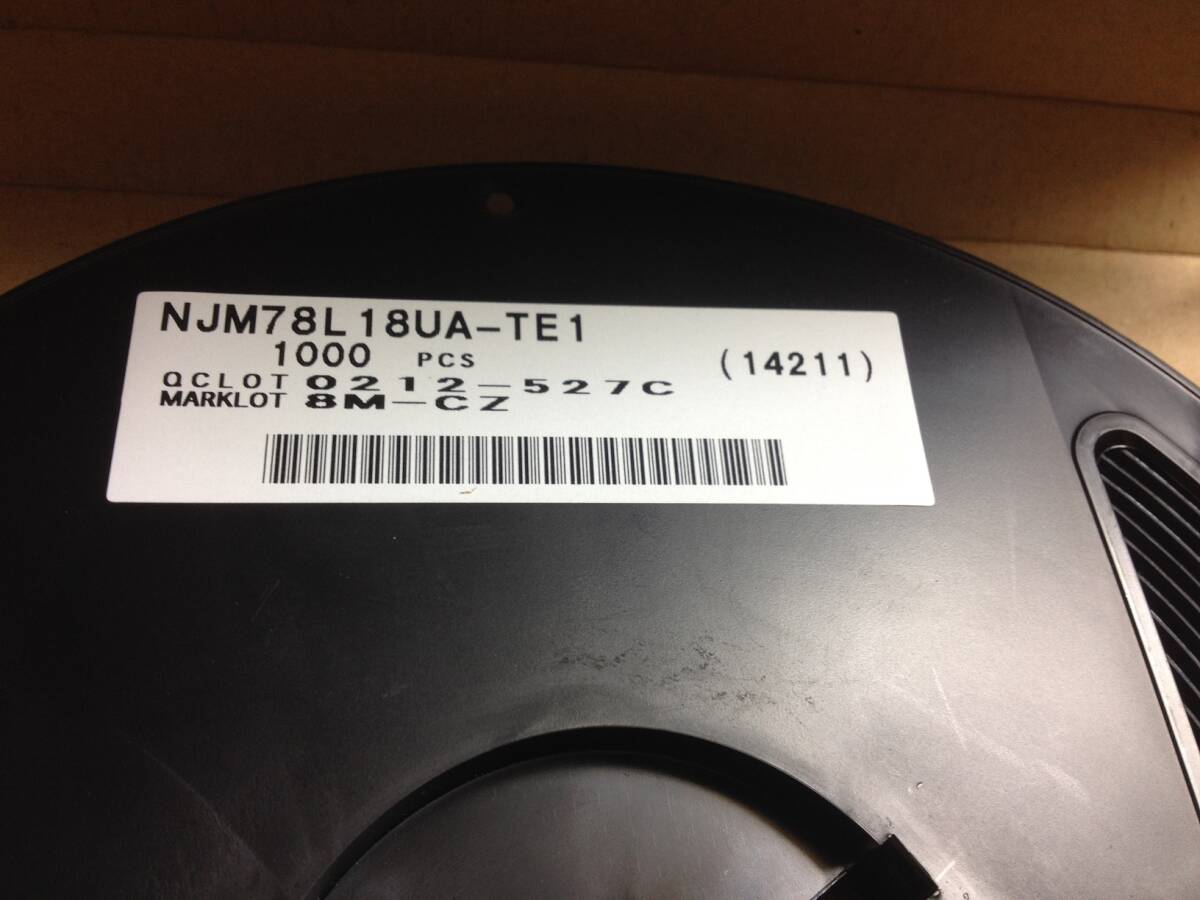 NJM78L18UA-TE1
1000 PCS (14211)
QCLOT 0212-527C
MARKLOT 8M-CZ